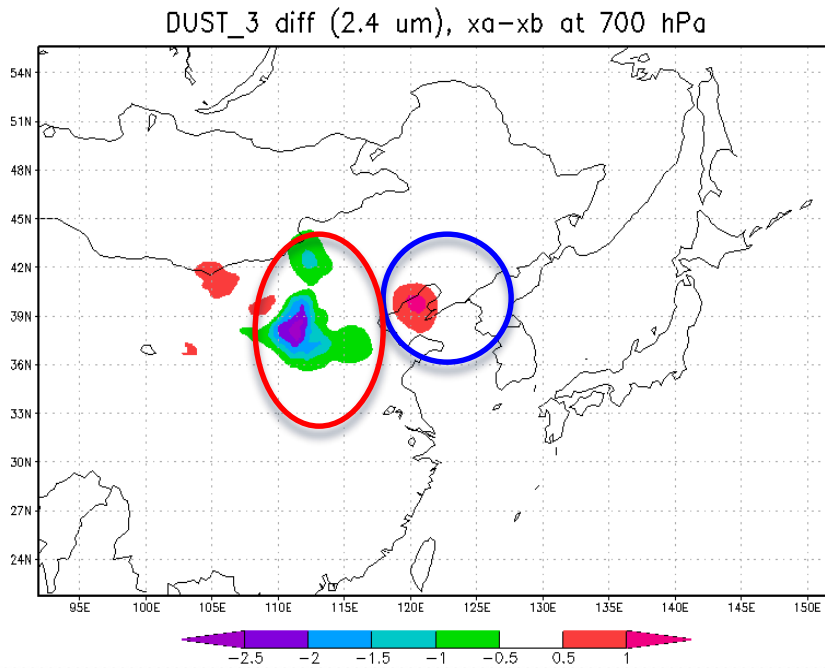 DUST_3 diff (2.4 um), xa-xb at 700 hPa
54N
51N
48N
45N
42N
39N
36N
33N
30N
27N
24N
95E 100E 105E 110E 115E 120E 125E 130E 135E 140E 145E 150E
-2.5 -2 -1.5 -1 -0.5 0.5 1